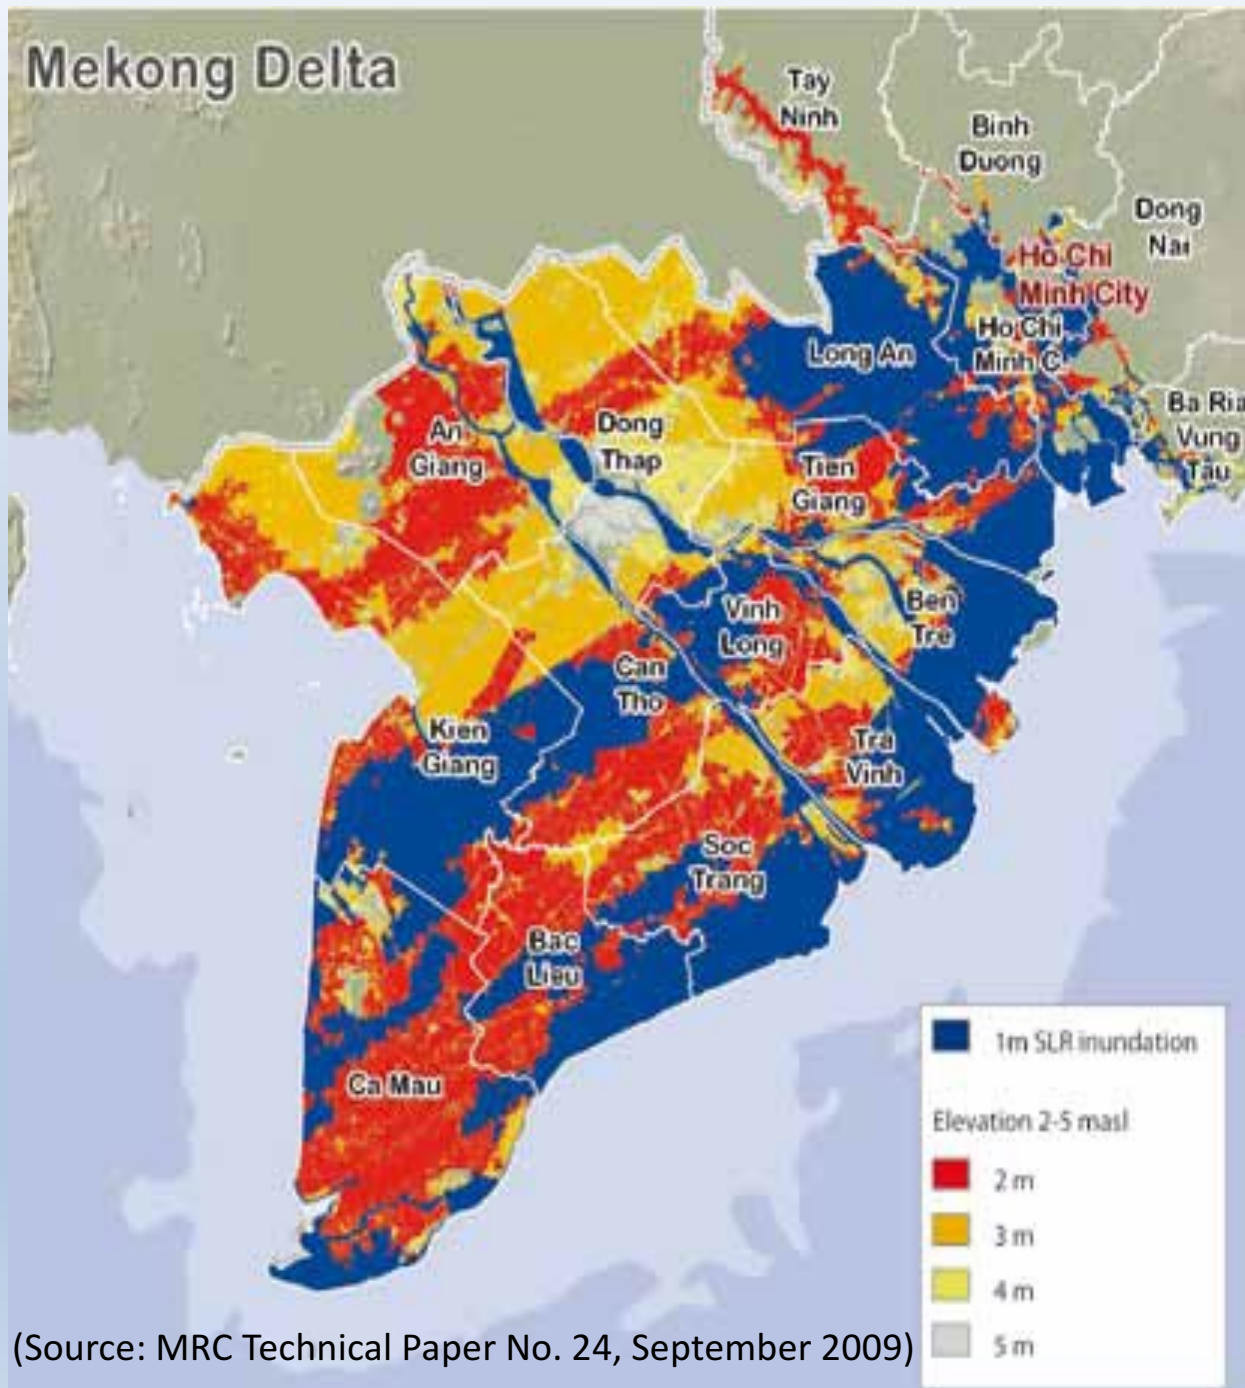 Mekong Delta
Tay
Ninh
Binh
Duong
Dong
Nai
Ho Chi
Minh City
Ho Chi
Minh C.
Long An
Ba Ria
Vung
Tau
An
Giang
Dong
Thap
Tien
Giang
Ben
Tre
Vinh
Long
Can
Tho
Kien
Giang
Tra
Vinh
Soc
Trang
Bac
Lieu
Ca Mau
1m SLR inundation
Elevation 2-5 masl
2 m
3 m
4 m
5 m
(Source: MRC Technical Paper No. 24, September 2009)